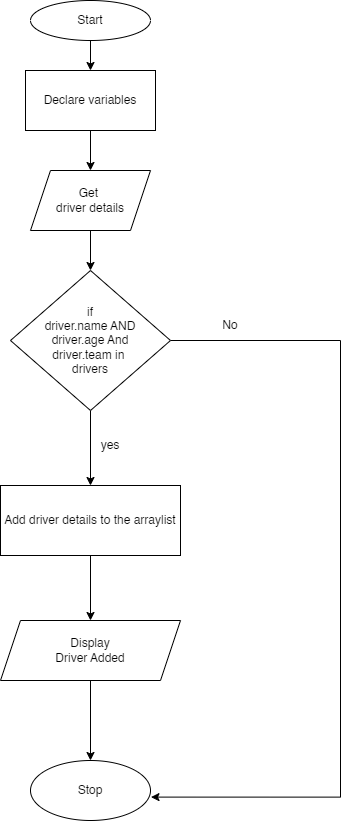 Start
Declare variables
Get
driver details
if
driver.name AND
driver.age And
driver.team in
drivers
No
yes
Add driver details to the arraylist
Display
Driver Added
Stop